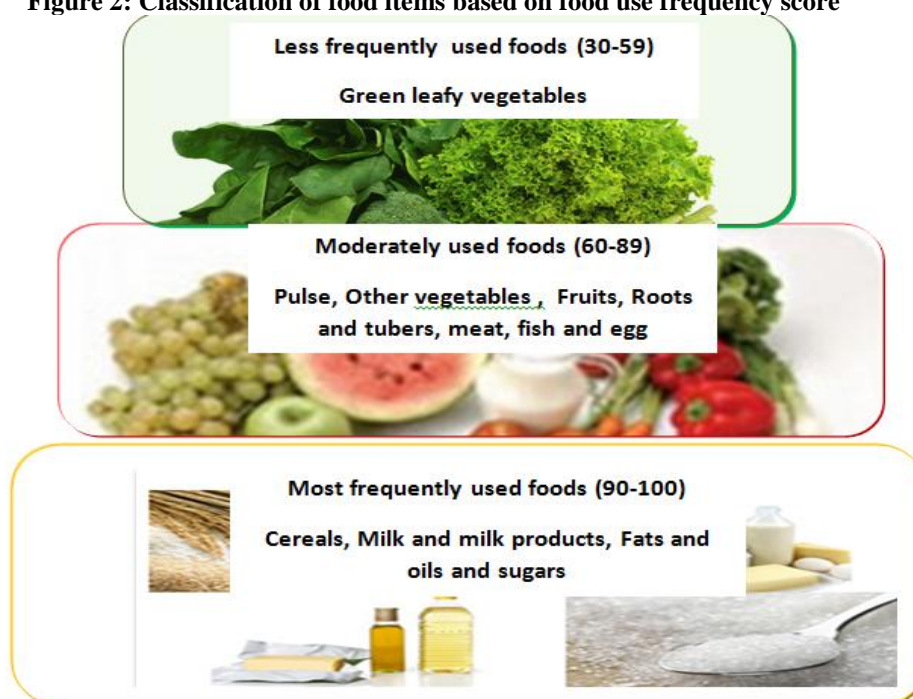 Figure 2: Classification of food items based on food use frequency score
Less frequently used foods (30-59)
Green leafy vegetables
Moderately used foods (60-89)
Pulse, Other vegetables , Fruits, Roots
and tubers, meat, fish and egg
Most frequently used foods (90-100)
Cereals, Milk and milk products, Fats and
oils and sugars